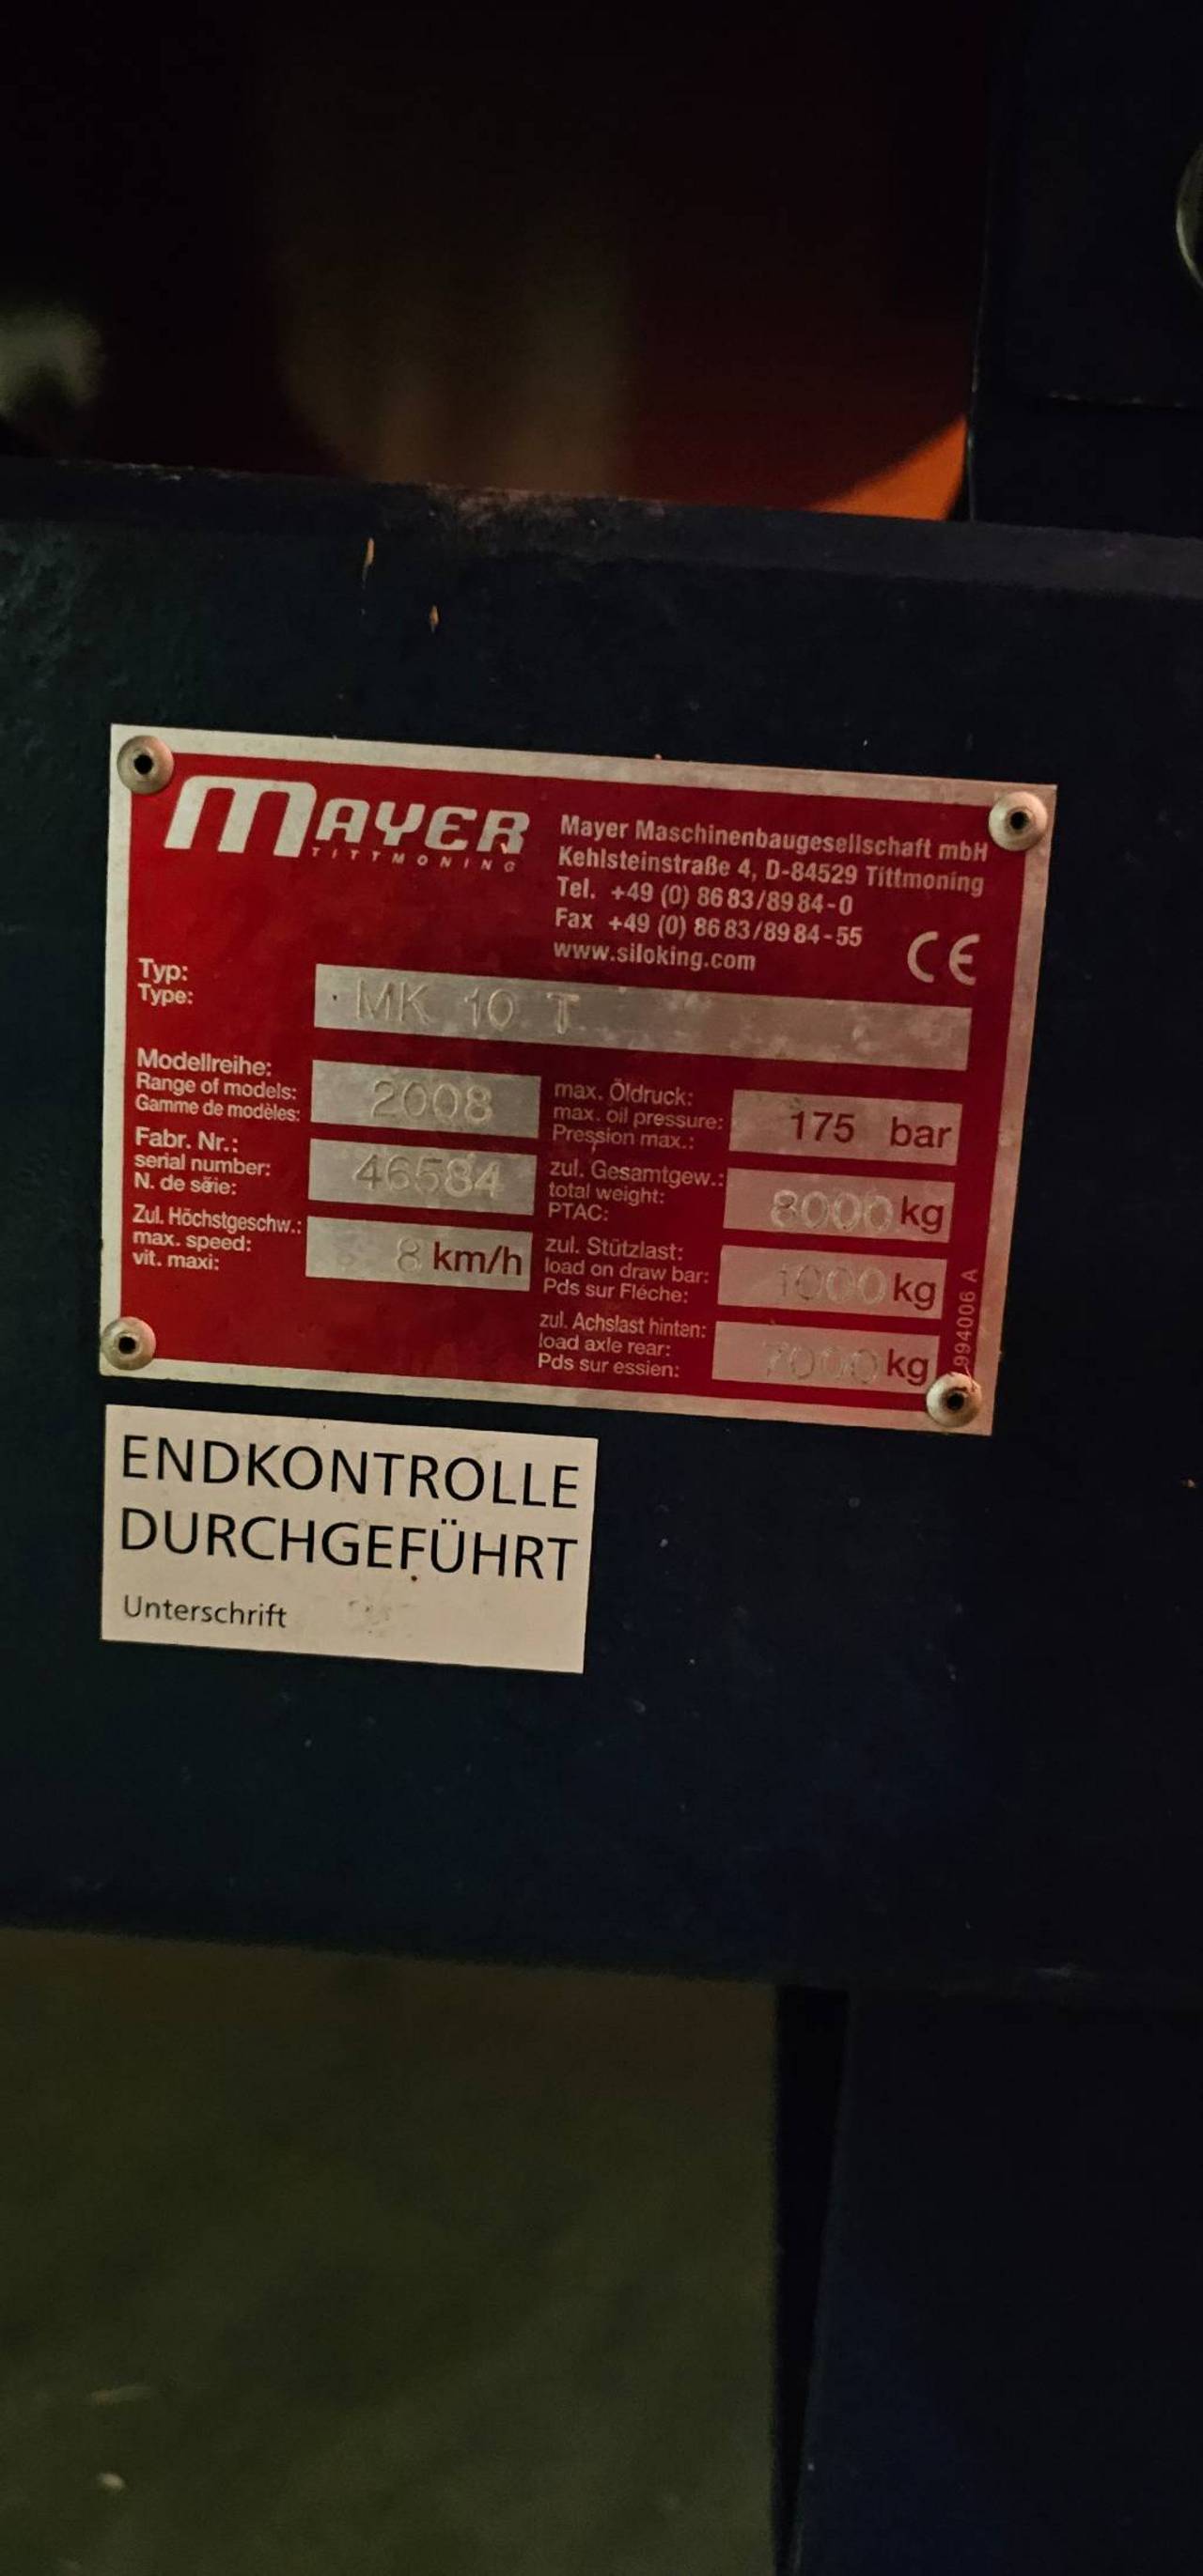 MAYER
TITTMONING
Mayer Maschinenbaugesellschaft mbH
Kehlsteinstraße 4, D-84529 Tittmoning
Tel. +49 (0) 86 83/89 84-0
Fax +49 (0) 86 83/89 84-55
www.siloking.com
CE
Typ:
Type:
MK 10 T
Modellreihe:
Range of models:
Gamme de modèles:
2008
max. Öldruck:
max. oil pressure:
Pression max.:
175 bar
Fabr. Nr.:
serial number:
N. de sërie:
46584
zul. Gesamtgew.:
total weight:
PTAC:
8000 kg
Zul. Höchstgeschw.:
max. speed:
vit. maxi:
8 km/h
zul. Stützlast:
load on draw bar:
Pds sur Fléche:
1000 kg
zul. Achslast hinten:
load axle rear:
Pds sur essien:
7000 kg
994006 A
ENDKONTROLLE
DURCHGEFÜHRT
Unterschrift